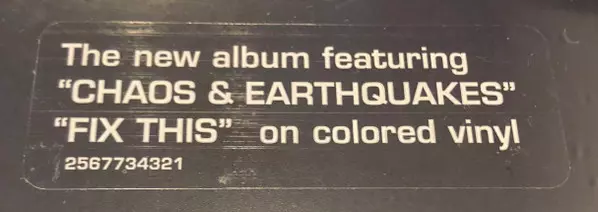 The new album featuring
“CHAOS & EARTHQUAKES”
“FIX THIS” on colored vinyl
2567734321